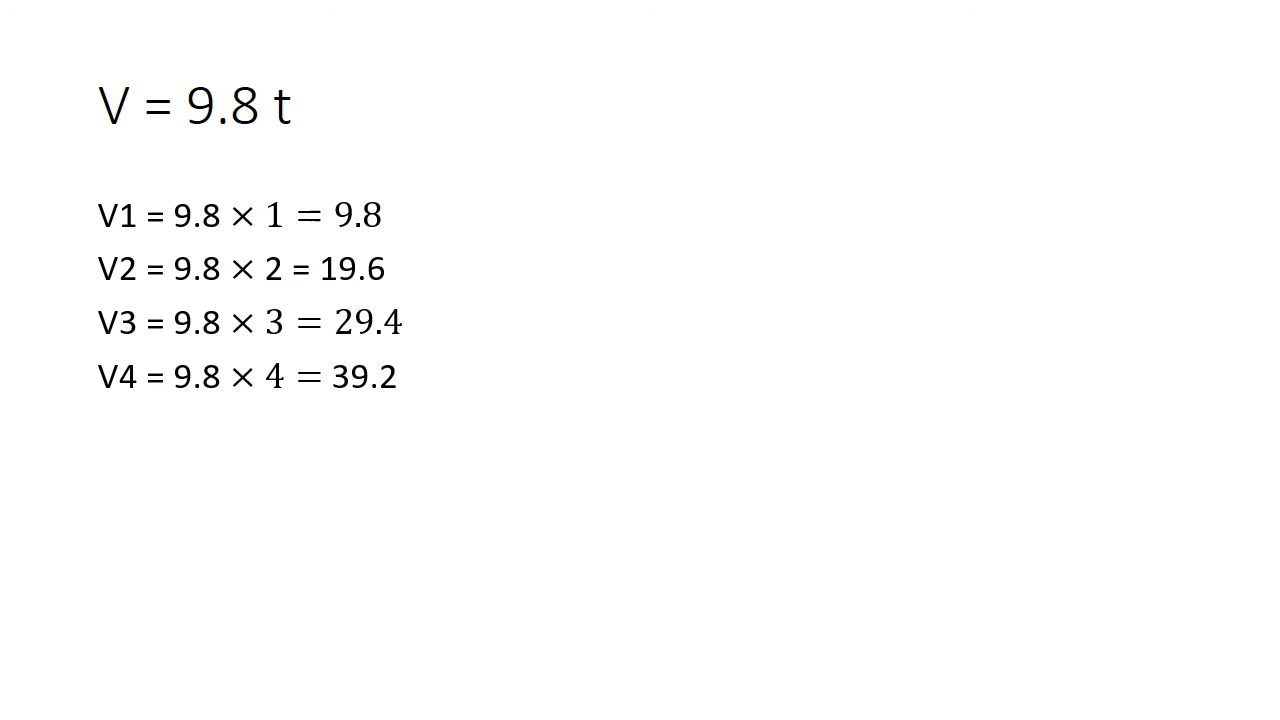 V = 9.8 t
V1 = 9.8 × 1 = 9.8
V2 = 9.8 × 2 = 19.6
V3 = 9.8 × 3 = 29.4
V4 = 9.8 × 4 = 39.2